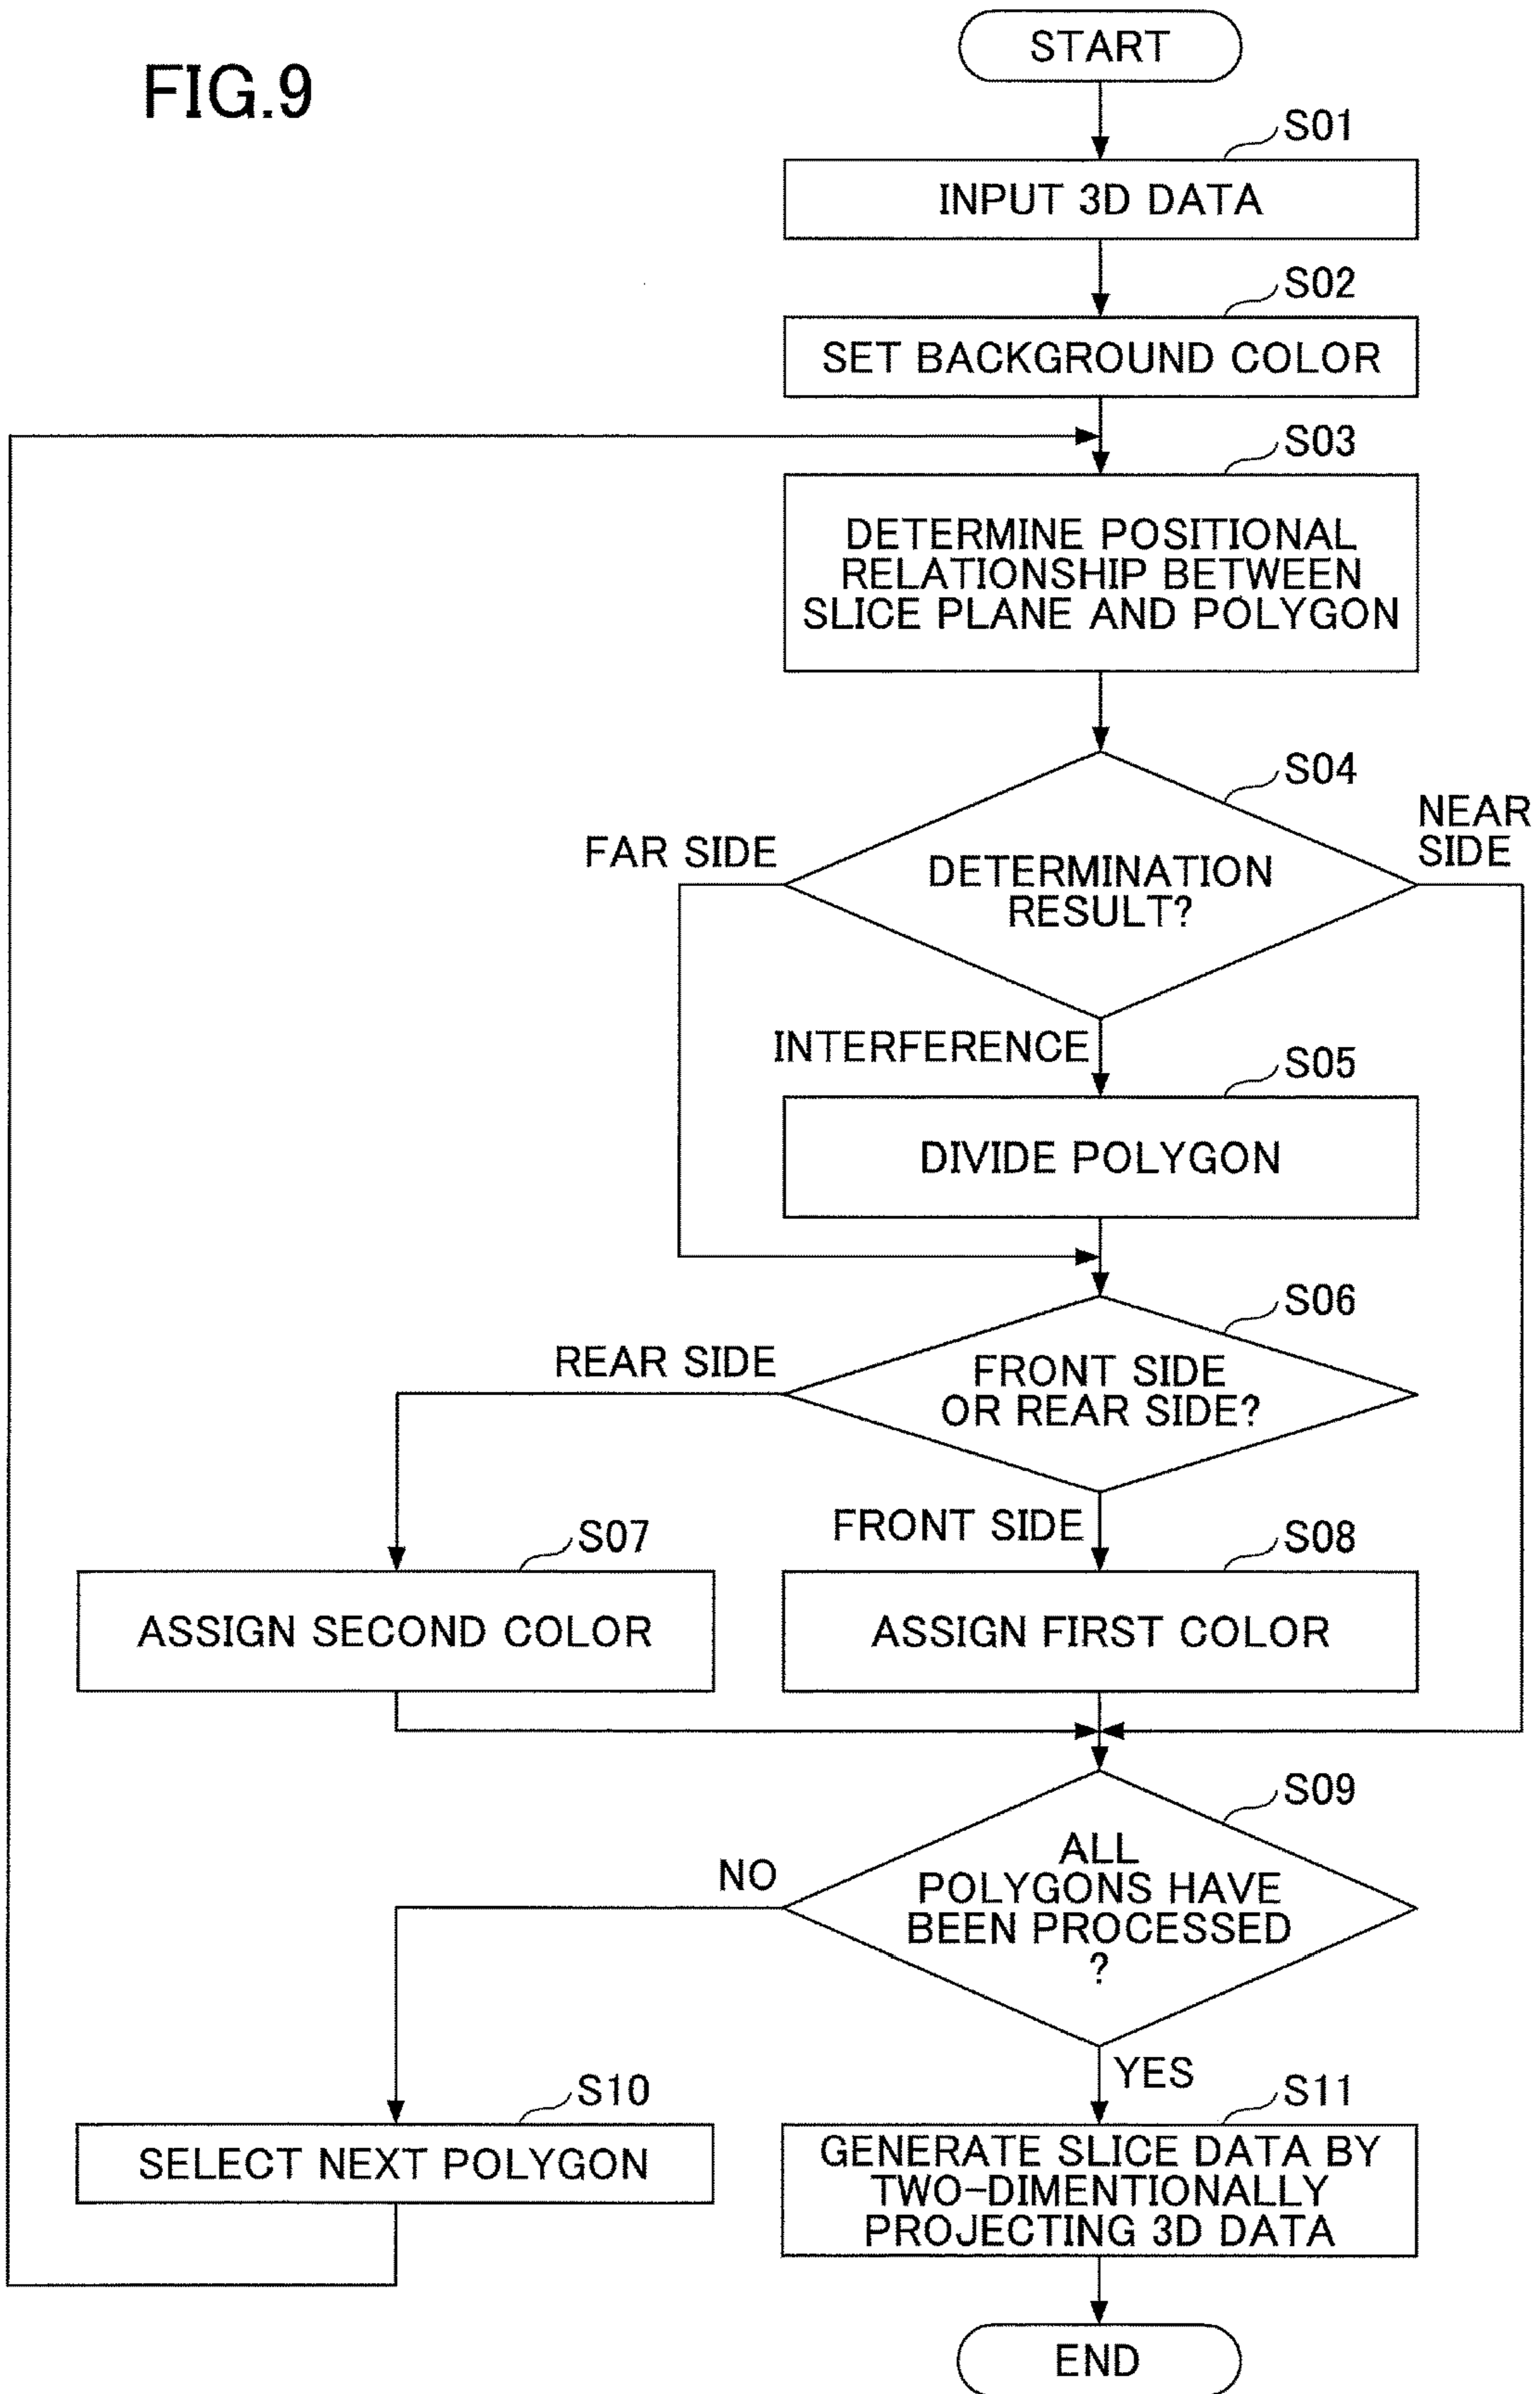 FIG.9
START
S01
INPUT 3D DATA
S02
SET BACKGROUND COLOR
S03
DETERMINE POSITIONAL
RELATIONSHIP BETWEEN
SLICE PLANE AND POLYGON
S04
NEAR
SIDE
FAR SIDE
DETERMINATION
RESULT?
INTERFERENCE
S05
DIVIDE POLYGON
S06
REAR SIDE
FRONT SIDE
OR REAR SIDE?
FRONT SIDE
S07
S08
ASSIGN SECOND COLOR
ASSIGN FIRST COLOR
S09
ALL
POLYGONS HAVE
BEEN PROCESSED
?
NO
YES
S10
S11
SELECT NEXT POLYGON
GENERATE SLICE DATA BY
TWO-DIMENTIONALLY
PROJECTING 3D DATA
END